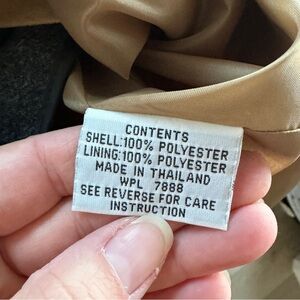 CONTENTS
SHELL:100% POLYESTER
LINING:100% POLYESTER
MADE IN THAILAND
WPL 7888
SEE REVERSE FOR CARE
INSTRUCTION